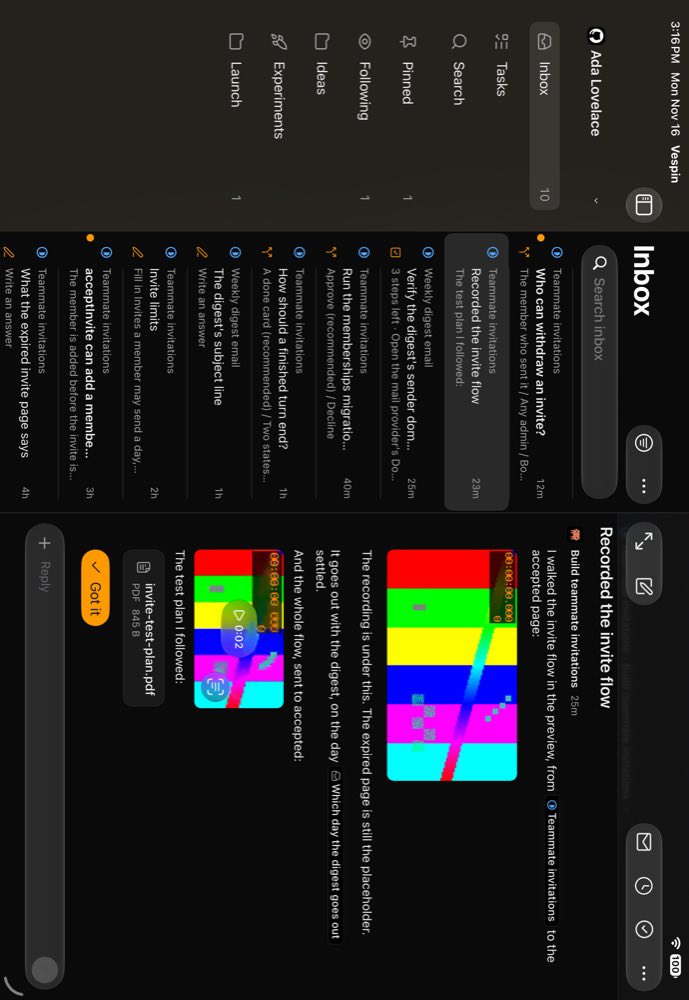 3:16 PM Mon Nov 16 Vespin
100
Ada Lovelace
Inbox 10
Tasks
Search
Pinned 1
Following 1
Ideas
Experiments
Launch 1
Inbox
Search inbox
Teammate invitations
Who can withdraw an invite? 12m
The member who sent it / Any admin / Bo...
Teammate invitations
Recorded the invite flow 23m
The test plan I followed:
Weekly digest email
Verify the digest's sender dom... 25m
3 steps left · Open the mail provider's Do...
Teammate invitations
Run the memberships migratio... 40m
Approve (recommended) / Decline
Teammate invitations
How should a finished turn end? 1h
A done card (recommended) / Two states...
Weekly digest email
The digest's subject line 1h
Write an answer
Teammate invitations
Invite limits 2h
Fill in Invites a member may send a day,...
Teammate invitations
acceptInvite can add a membe... 3h
The member is added before the invite is...
Teammate invitations
What the expired invite page says 4h
Write an answer
Teammate invitations › Build teammate invitations
Recorded the invite flow
Build teammate invitations 25m
I walked the invite flow in the preview, from Teammate invitations to the
accepted page:
00:00:00.000
0
The recording is under this. The expired page is still the placeholder.
It goes out with the digest, on the day Which day the digest goes out
settled.
And the whole flow, sent to accepted:
0:02
The test plan I followed:
invite-test-plan.pdf
PDF 845 B
Got it
Reply